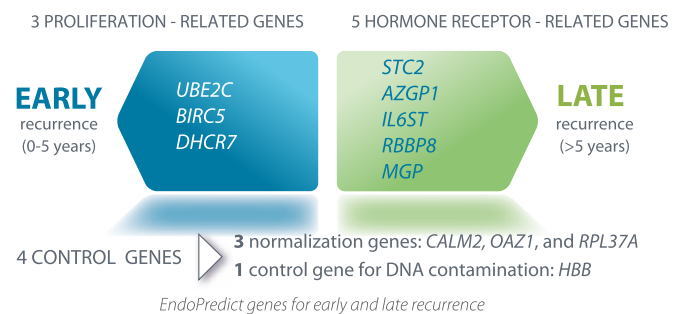 3 PROLIFERATION - RELATED GENES
5 HORMONE RECEPTOR - RELATED GENES
EARLY
recurrence
(0-5 years)
UBE2C
BIRC5
DHCR7
STC2
AZGP1
IL6ST
RBBP8
MGP
LATE
recurrence
(>5 years)
4 CONTROL GENES
3 normalization genes: CALM2, OAZ1, and RPL37A
1 control gene for DNA contamination: HBB
EndoPredict genes for early and late recurrence